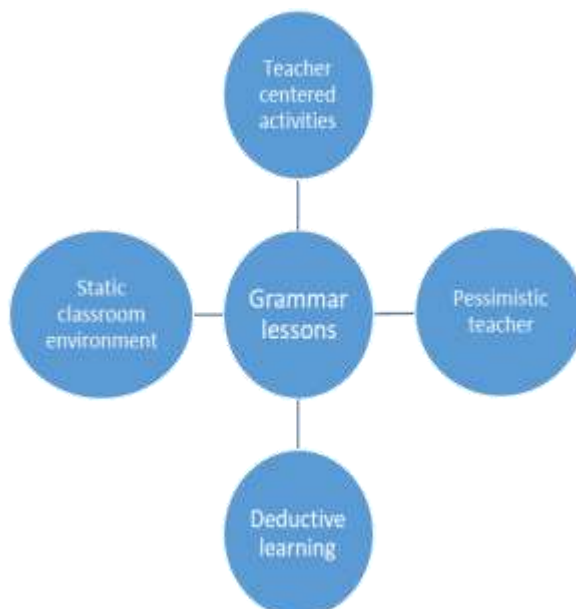 Teacher
centered
activities
Static
classroom
environment
Grammar
lessons
Pessimistic
teacher
Deductive
learning